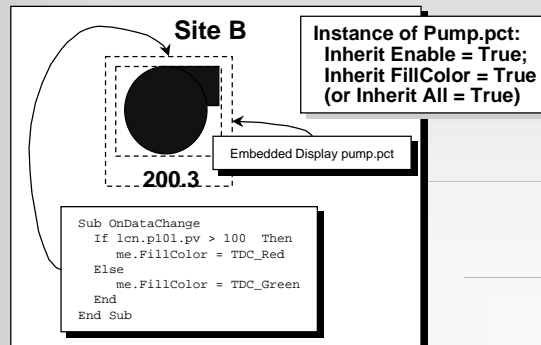 Site B
Instance of Pump.pct:
Inherit Enable = True;
Inherit FillColor = True
(or Inherit All = True)
Embedded Display pump.pct
200.3
Sub OnDataChange
If lcn.p101.pv > 100 Then
me.FillColor = TDC_Red
Else
me.FillColor = TDC_Green
End
End Sub